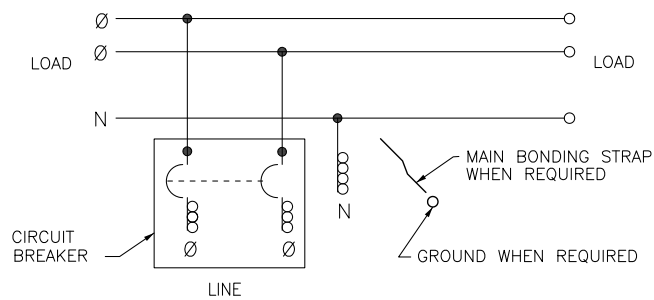 Ø
LOAD Ø LOAD
N
MAIN BONDING STRAP
WHEN REQUIRED
N
CIRCUIT
BREAKER
Ø Ø
GROUND WHEN REQUIRED
LINE